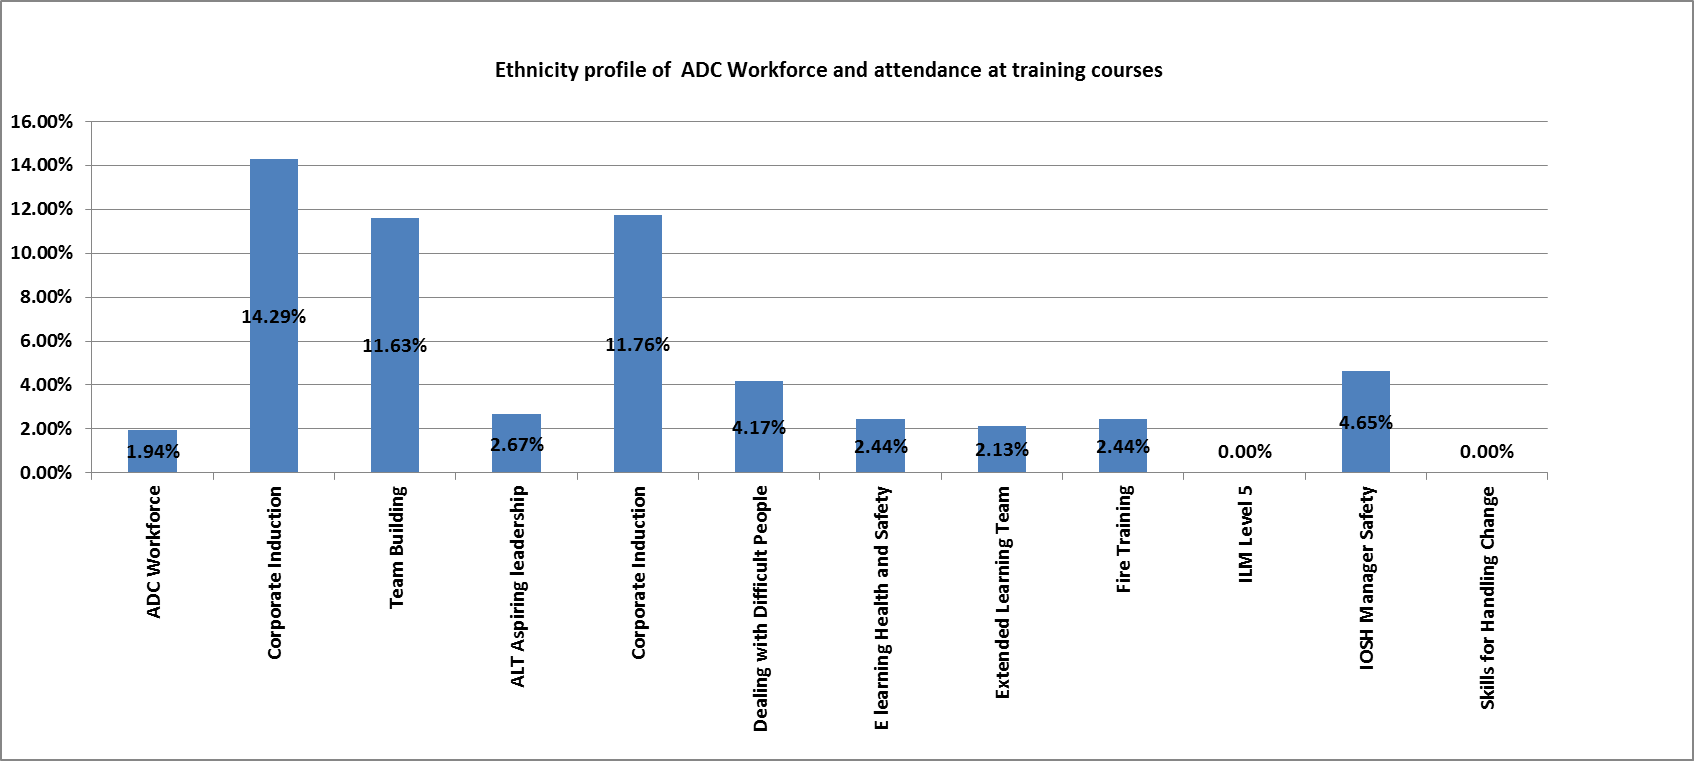 Ethnicity profile of  ADC Workforce and attendance at training courses
16.00%
14.00%
12.00%
10.00%
8.00%
6.00%
4.00%
2.00%
0.00%
1.94%
14.29%
11.63%
2.67%
11.76%
4.17%
2.44%
2.13%
2.44%
0.00%
4.65%
0.00%
ADC Workforce
Corporate Induction
Team Building
ALT Aspiring leadership
Corporate Induction
Dealing with Difficult People
E learning Health and Safety
Extended Learning Team
Fire Training
ILM Level 5
IOSH Manager Safety
Skills for Handling Change